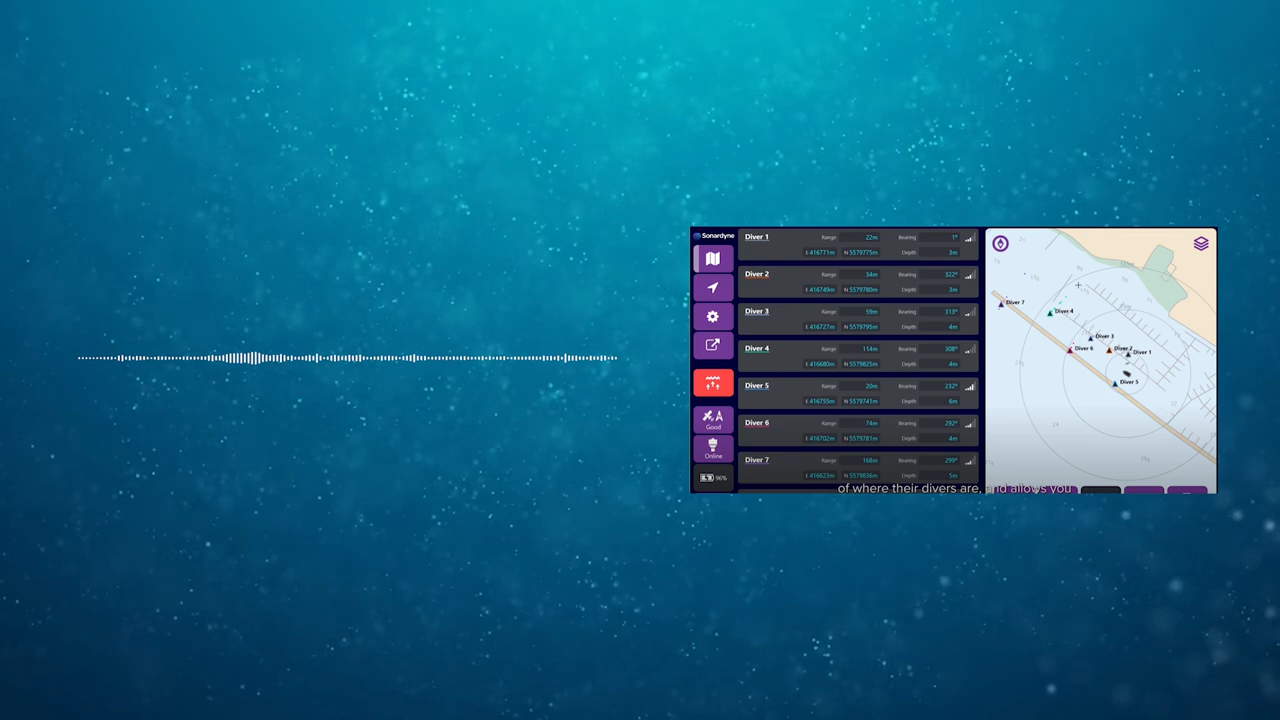 Sonardyne
Good
Online
96%
Diver 1 Range 22m Bearing 1°
E 416771m N 5579775m Depth 3m
Diver 2 Range 34m Bearing 322°
E 416749m N 5579780m Depth 3m
Diver 3 Range 59m Bearing 313°
E 416727m N 5579795m Depth 4m
Diver 4 Range 114m Bearing 308°
E 416680m N 5579825m Depth 4m
Diver 5 Range 20m Bearing 232°
E 416755m N 5579741m Depth 6m
Diver 6 Range 74m Bearing 292°
E 416702m N 5579781m Depth 4m
Diver 7 Range 168m Bearing 299°
E 416623m N 5579836m Depth 5m
Diver 7
Diver 4
Diver 3
Diver 6
Diver 2
Diver 1
Diver 5
of where their divers are, and allows you